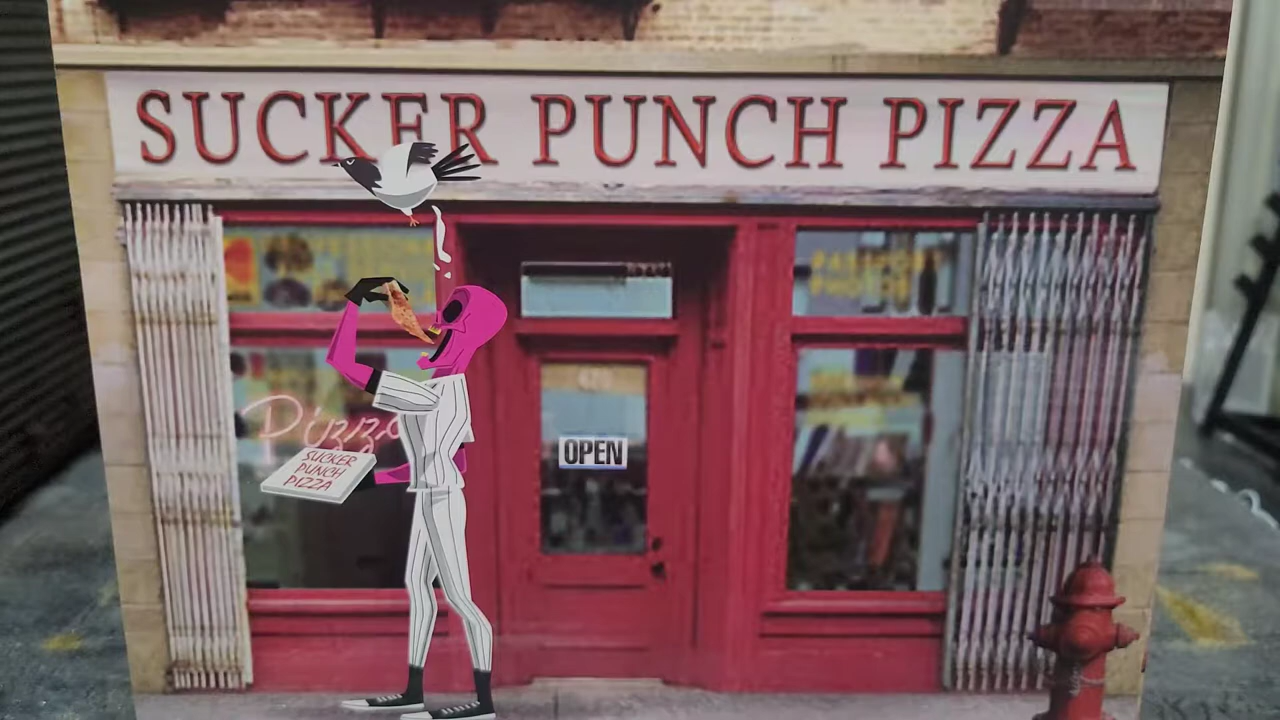 SUCKER PUNCH PIZZA
Pizza
SUCKER
PUNCH
PIZZA
OPEN